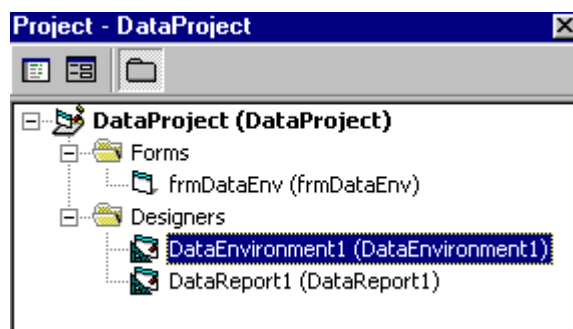 Project - DataProject
DataProject (DataProject)
Forms
frmDataEnv (frmDataEnv)
Designers
DataEnvironment1 (DataEnvironment1)
DataReport1 (DataReport1)